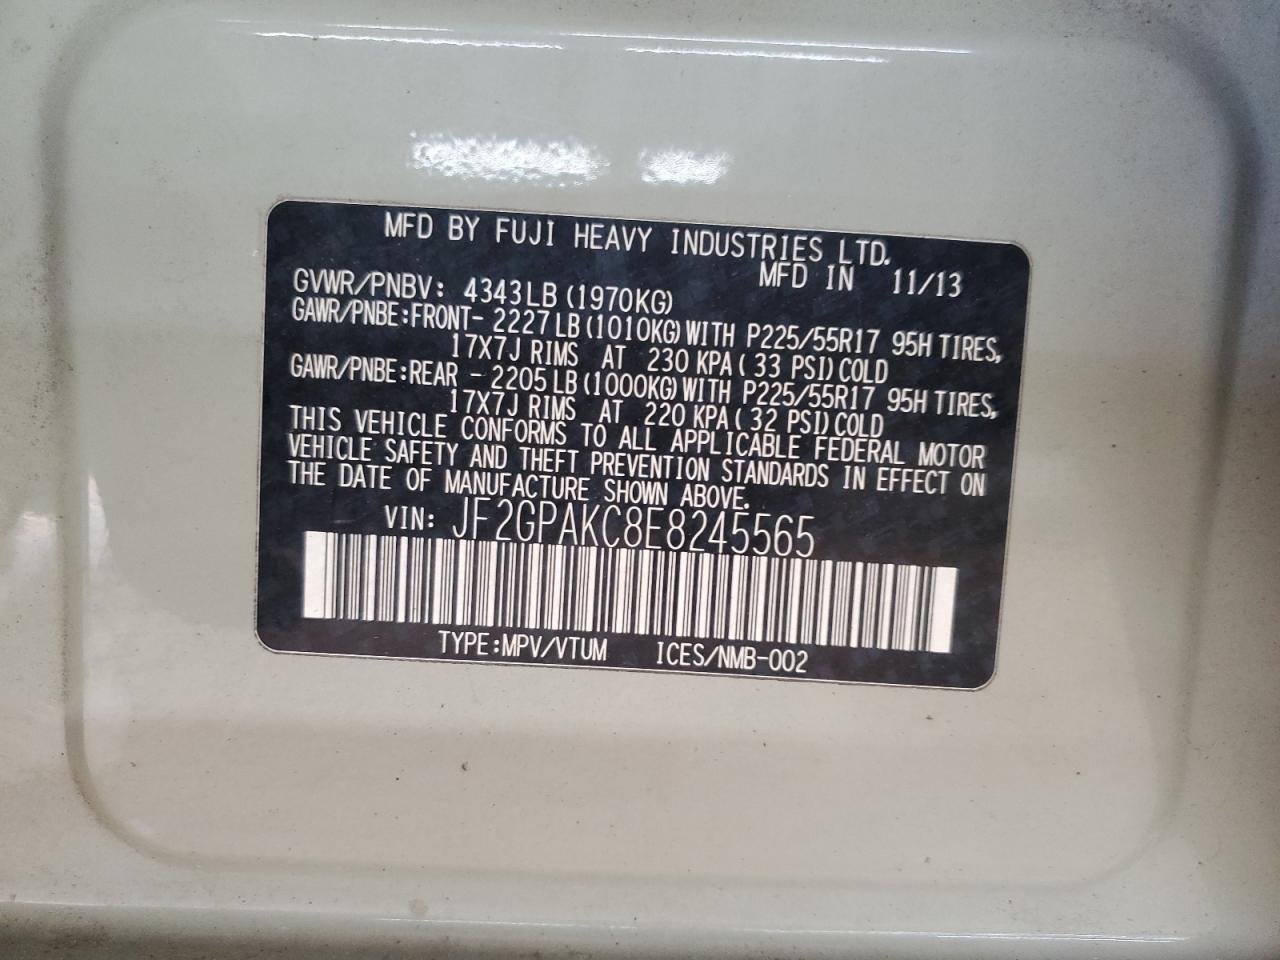 MFD BY FUJI HEAVY INDUSTRIES LTD.
MFD IN 11/13
GVWR/PNBV: 4343LB(1970KG)
GAWR/PNBE:FRONT- 2227LB(1010KG)WITH P225/55R17 95H TIRES,
17X7J RIMS AT 230 KPA( 33 PSI)COLD
GAWR/PNBE:REAR - 2205LB(1000KG)WITH P225/55R17 95H TIRES,
17X7J RIMS AT 220 KPA( 32 PSI)COLD
THIS VEHICLE CONFORMS TO ALL APPLICABLE FEDERAL MOTOR
VEHICLE SAFETY AND THEFT PREVENTION STANDARDS IN EFFECT ON
THE DATE OF MANUFACTURE SHOWN ABOVE.
VIN: JF2GPAKC8E8245565
TYPE:MPV/VTUM ICES/NMB-002